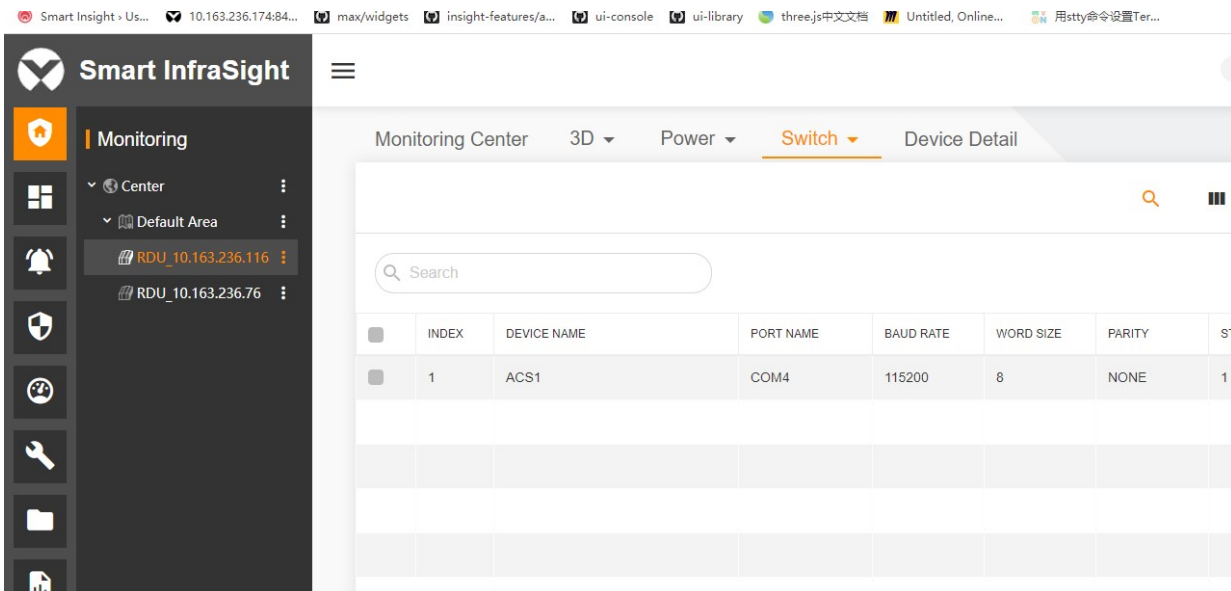 Smart Insight › Us... 10.163.236.174:84... max/widgets insight-features/a... ui-console ui-library three.js中文文档 Untitled, Online... 用stty命令设置Ter...
Smart InfraSight
Monitoring
Center
Default Area
RDU_10.163.236.116
RDU_10.163.236.76
Monitoring Center 3D Power Switch Device Detail
Search
INDEX DEVICE NAME PORT NAME BAUD RATE WORD SIZE PARITY
1 ACS1 COM4 115200 8 NONE 1